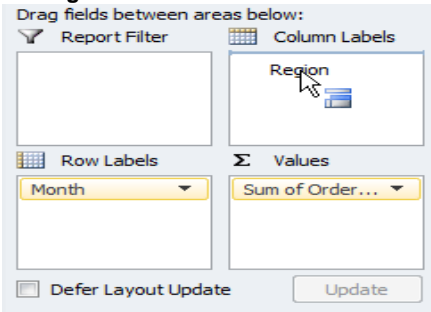 Drag fields between areas below:
Report Filter
Column Labels
Region
Row Labels
Σ Values
Month
Sum of Order...
Defer Layout Update
Update